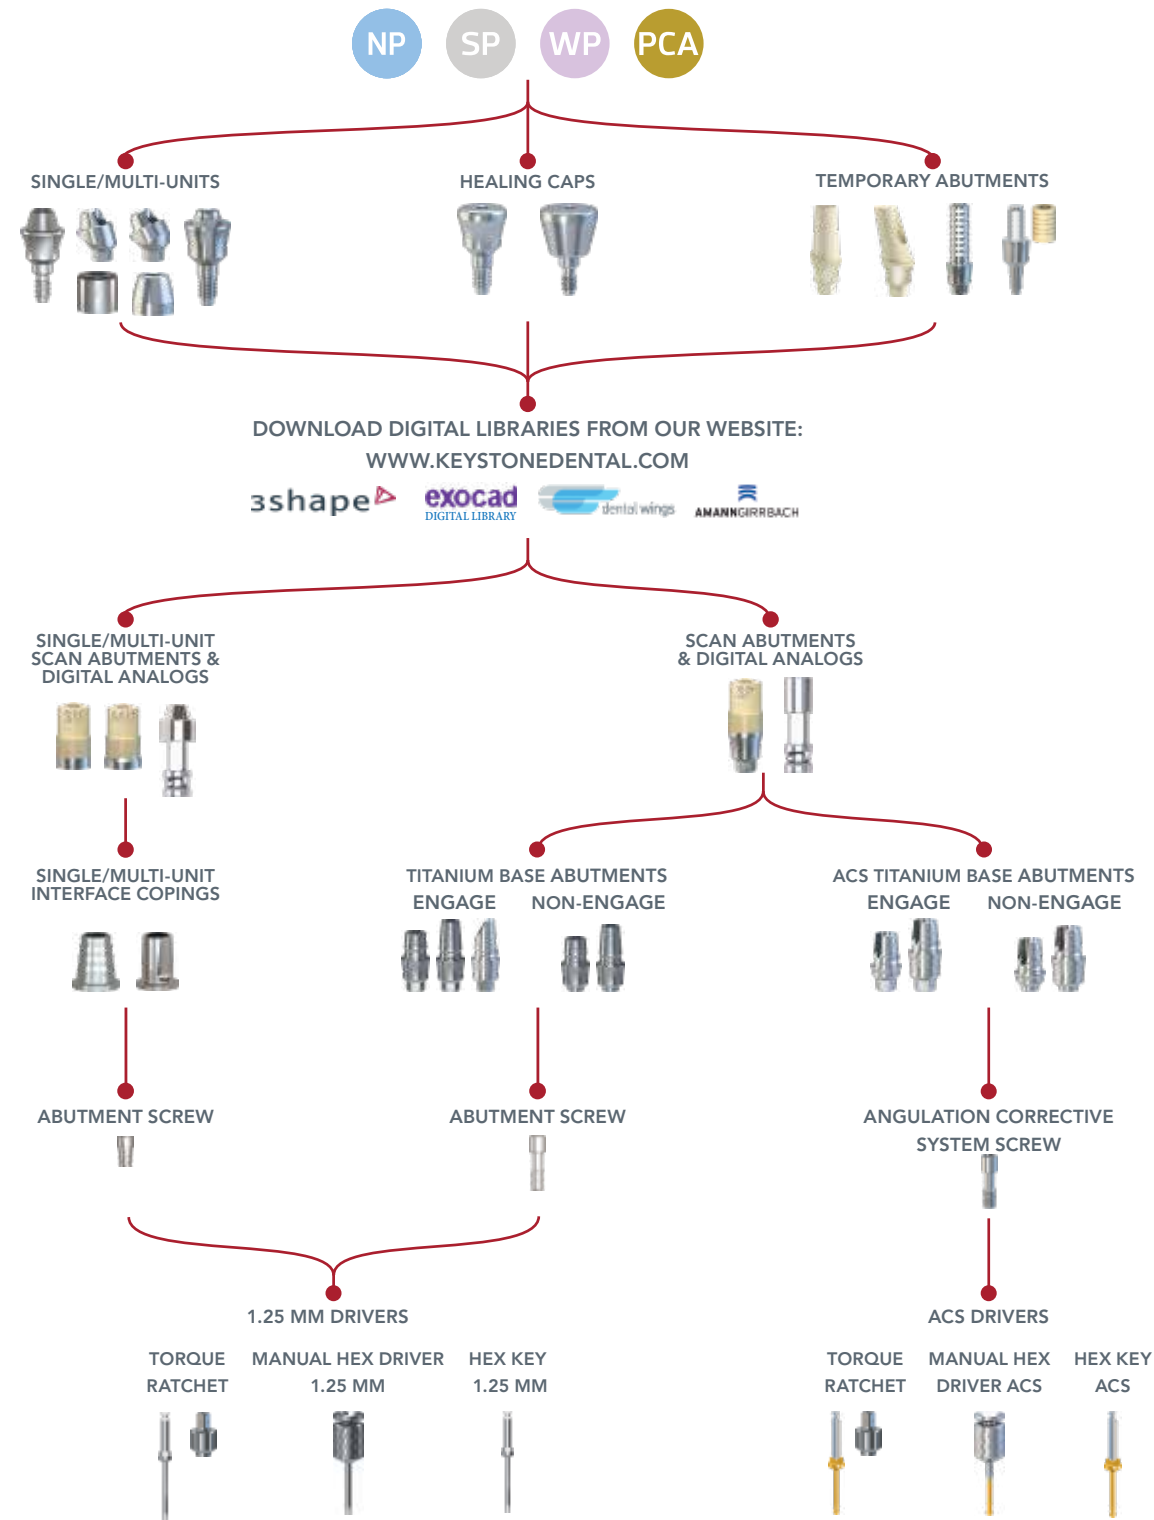 NP SP WP PCA
SINGLE/MULTI-UNITS
HEALING CAPS
TEMPORARY ABUTMENTS
DOWNLOAD DIGITAL LIBRARIES FROM OUR WEBSITE:
WWW.KEYSTONEDENTAL.COM
3shape
exocad
DIGITAL LIBRARY
dental wings
AMANNGIRRBACH
SINGLE/MULTI-UNIT
SCAN ABUTMENTS &
DIGITAL ANALOGS
SCAN ABUTMENTS
& DIGITAL ANALOGS
SINGLE/MULTI-UNIT
INTERFACE COPINGS
TITANIUM BASE ABUTMENTS
ENGAGE NON-ENGAGE
ACS TITANIUM BASE ABUTMENTS
ENGAGE NON-ENGAGE
ABUTMENT SCREW
ABUTMENT SCREW
ANGULATION CORRECTIVE
SYSTEM SCREW
1.25 MM DRIVERS
TORQUE
RATCHET
MANUAL HEX DRIVER
1.25 MM
HEX KEY
1.25 MM
ACS DRIVERS
TORQUE
RATCHET
MANUAL HEX
DRIVER ACS
HEX KEY
ACS